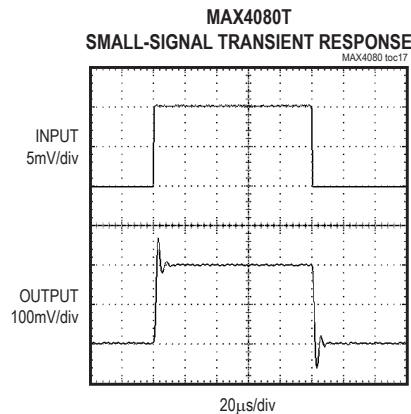 MAX4080T
SMALL-SIGNAL TRANSIENT RESPONSE
MAX4080 toc17
INPUT
5mV/div
OUTPUT
100mV/div
20μs/div